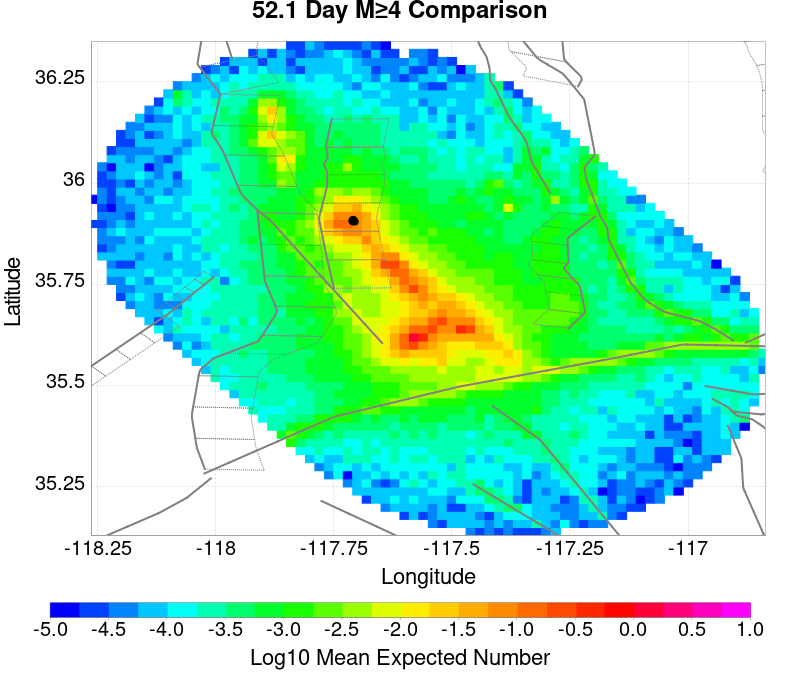 52.1 Day M≥4 Comparison
36.25
36
35.75
35.5
35.25
Latitude
-118.25 -118 -117.75 -117.5 -117.25 -117
Longitude
-5.0 -4.5 -4.0 -3.5 -3.0 -2.5 -2.0 -1.5 -1.0 -0.5 0.0 0.5 1.0
Log10 Mean Expected Number